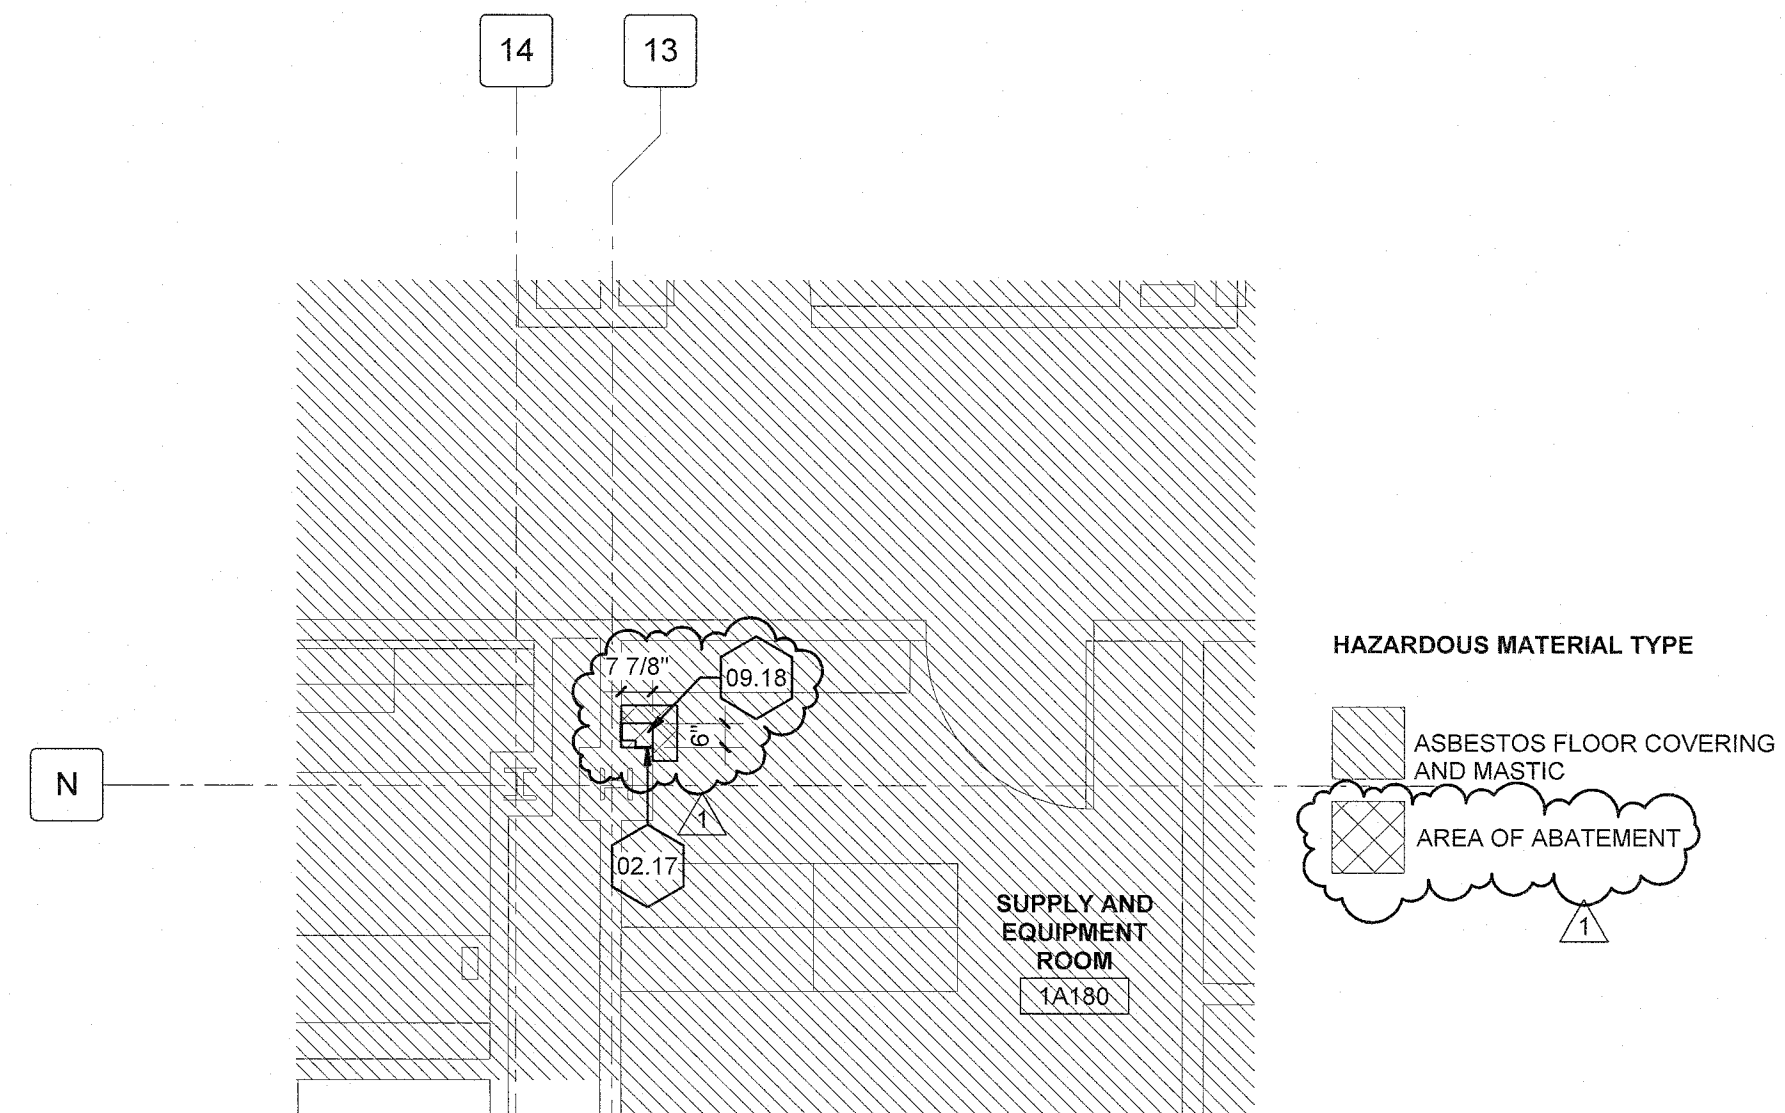 14
13
7 7/8"
09.18
6"
N
1
02.17
SUPPLY AND
EQUIPMENT
ROOM
1A180
HAZARDOUS MATERIAL TYPE
ASBESTOS FLOOR COVERING
AND MASTIC
AREA OF ABATEMENT
1